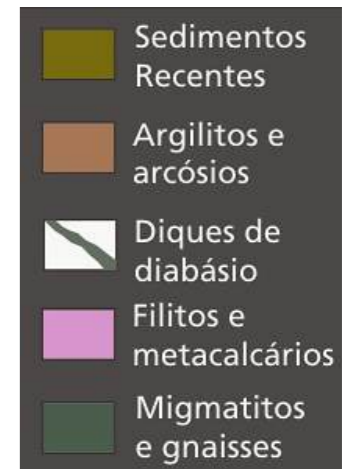 Sedimentos
Recentes
Argilitos e
arcósios
Diques de
diabásio
Filitos e
metacalcários
Migmatitos
e gnaisses